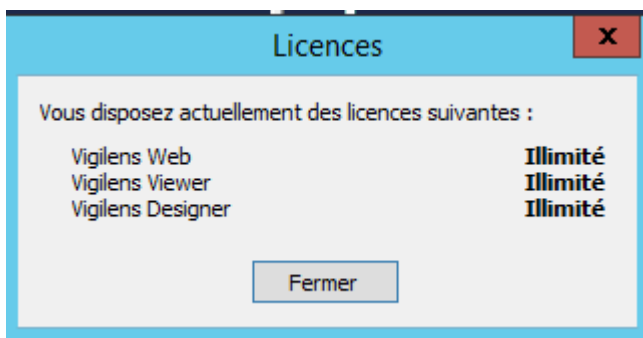 Licences
x
Vous disposez actuellement des licences suivantes :
Vigilens Web Illimité
Vigilens Viewer Illimité
Vigilens Designer Illimité
Fermer